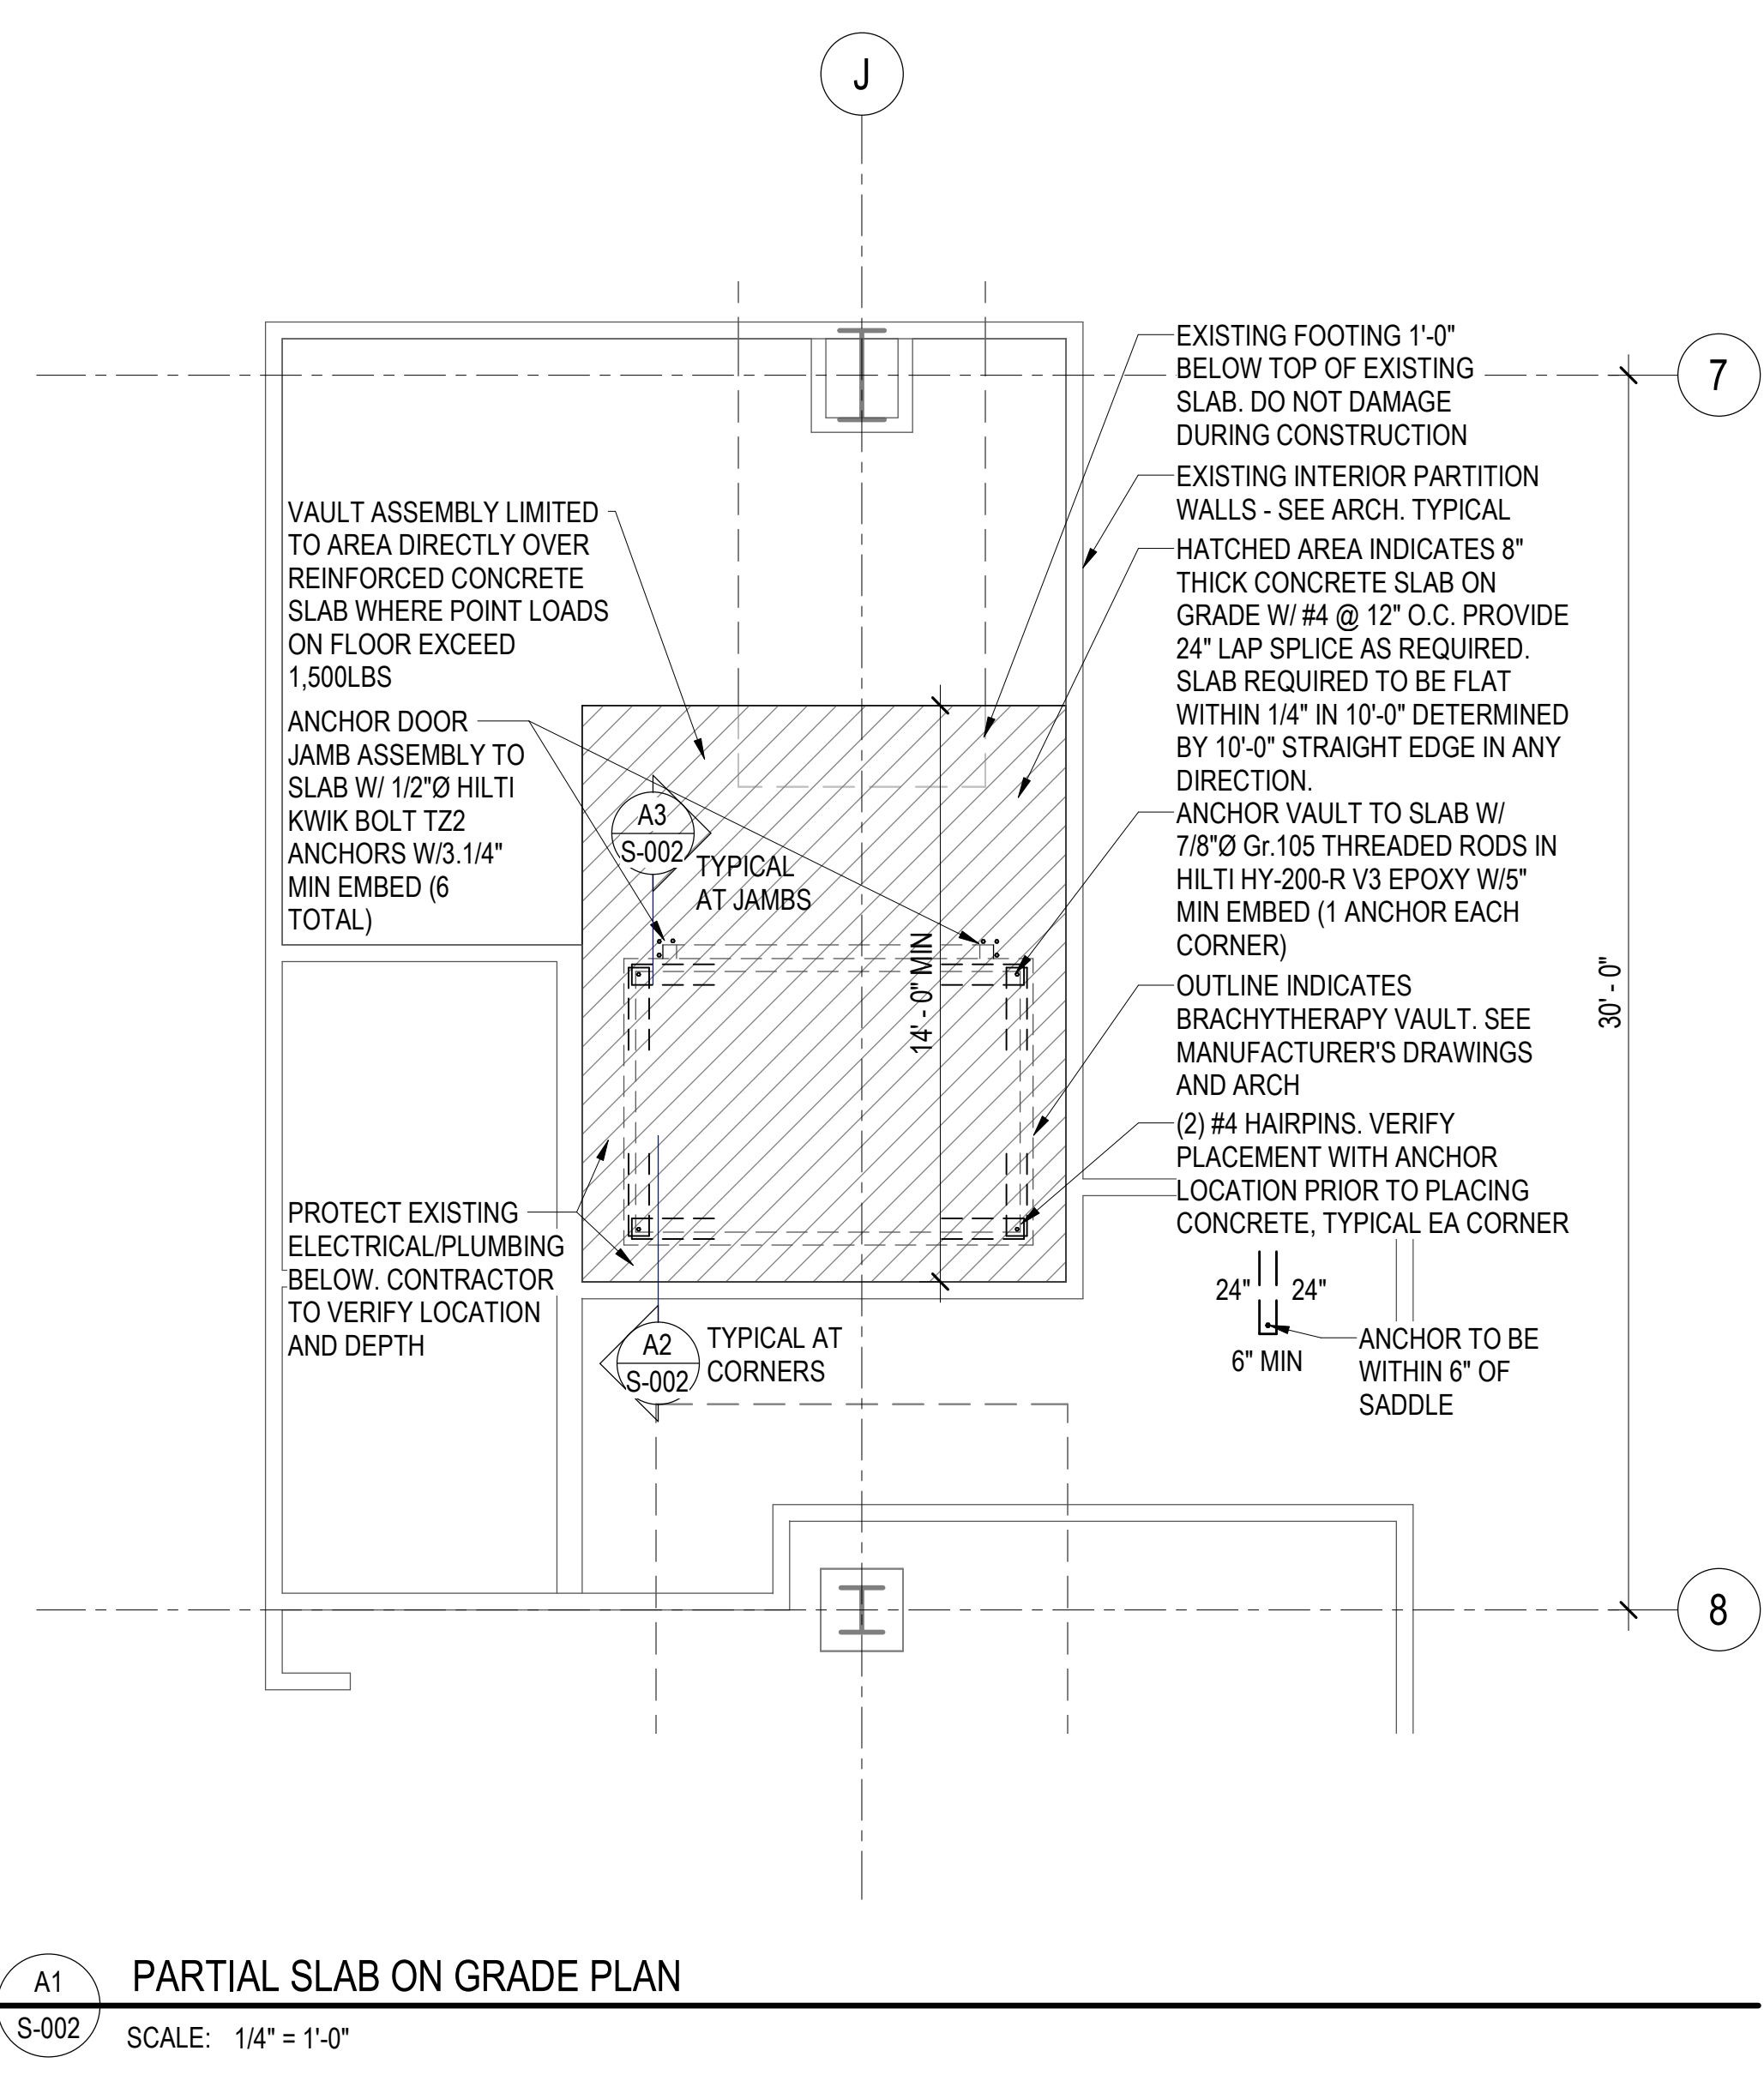 J
7
EXISTING FOOTING 1'-0"
BELOW TOP OF EXISTING
SLAB. DO NOT DAMAGE
DURING CONSTRUCTION
EXISTING INTERIOR PARTITION
WALLS - SEE ARCH. TYPICAL
HATCHED AREA INDICATES 8"
THICK CONCRETE SLAB ON
GRADE W/ #4 @ 12" O.C. PROVIDE
24" LAP SPLICE AS REQUIRED.
SLAB REQUIRED TO BE FLAT
WITHIN 1/4" IN 10'-0" DETERMINED
BY 10'-0" STRAIGHT EDGE IN ANY
DIRECTION.
ANCHOR VAULT TO SLAB W/
7/8"Ø Gr.105 THREADED RODS IN
HILTI HY-200-R V3 EPOXY W/5"
MIN EMBED (1 ANCHOR EACH
CORNER)
OUTLINE INDICATES
BRACHYTHERAPY VAULT. SEE
MANUFACTURER'S DRAWINGS
AND ARCH
(2) #4 HAIRPINS. VERIFY
PLACEMENT WITH ANCHOR
LOCATION PRIOR TO PLACING
CONCRETE, TYPICAL EA CORNER
24" 24"
6" MIN
ANCHOR TO BE
WITHIN 6" OF
SADDLE
VAULT ASSEMBLY LIMITED
TO AREA DIRECTLY OVER
REINFORCED CONCRETE
SLAB WHERE POINT LOADS
ON FLOOR EXCEED
1,500LBS
ANCHOR DOOR
JAMB ASSEMBLY TO
SLAB W/ 1/2"Ø HILTI
KWIK BOLT TZ2
ANCHORS W/3.1/4"
MIN EMBED (6
TOTAL)
A3
S-002
TYPICAL
AT JAMBS
14' - 0" MIN
30' - 0"
PROTECT EXISTING
ELECTRICAL/PLUMBING
BELOW. CONTRACTOR
TO VERIFY LOCATION
AND DEPTH
A2
S-002
TYPICAL AT
CORNERS
8
A1
S-002
PARTIAL SLAB ON GRADE PLAN
SCALE: 1/4" = 1'-0"